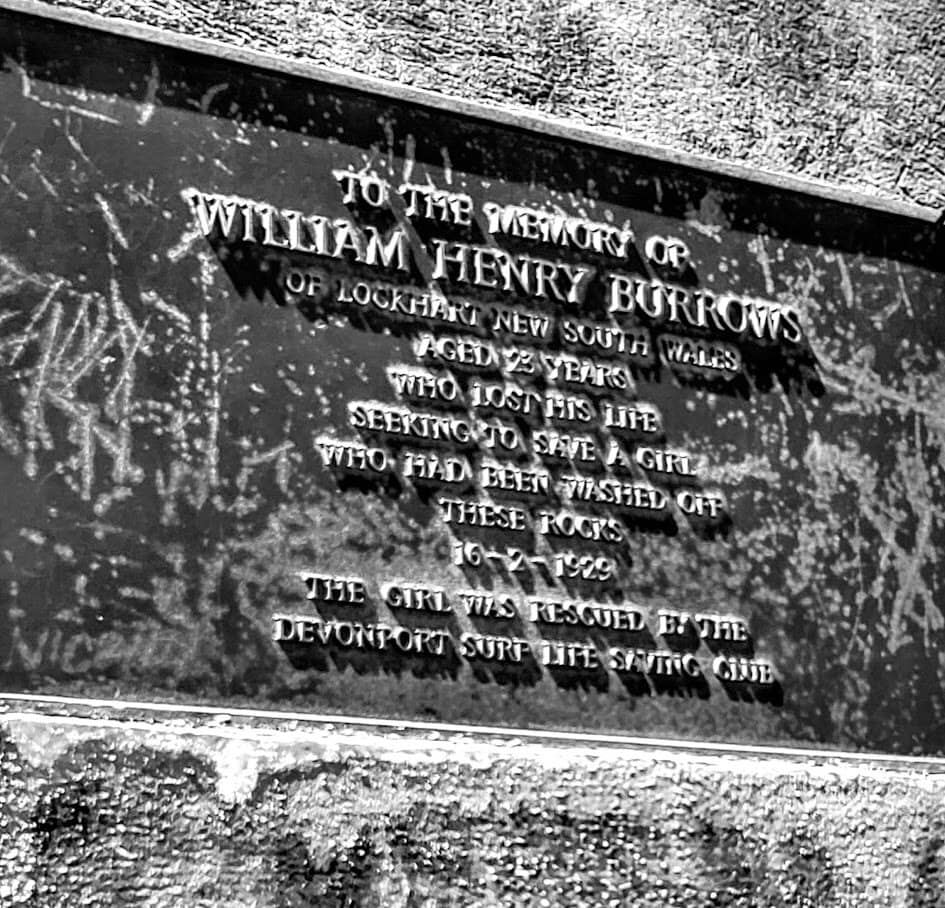 TO THE MEMORY OF
WILLIAM HENRY BURROWS
OF LOCKHART NEW SOUTH WALES
AGED 23 YEARS
WHO LOST HIS LIFE
SEEKING TO SAVE A GIRL
WHO HAD BEEN WASHED OFF
THESE ROCKS
16-2-1929
THE GIRL WAS RESCUED BY THE
DEVONPORT SURF LIFE SAVING CLUB